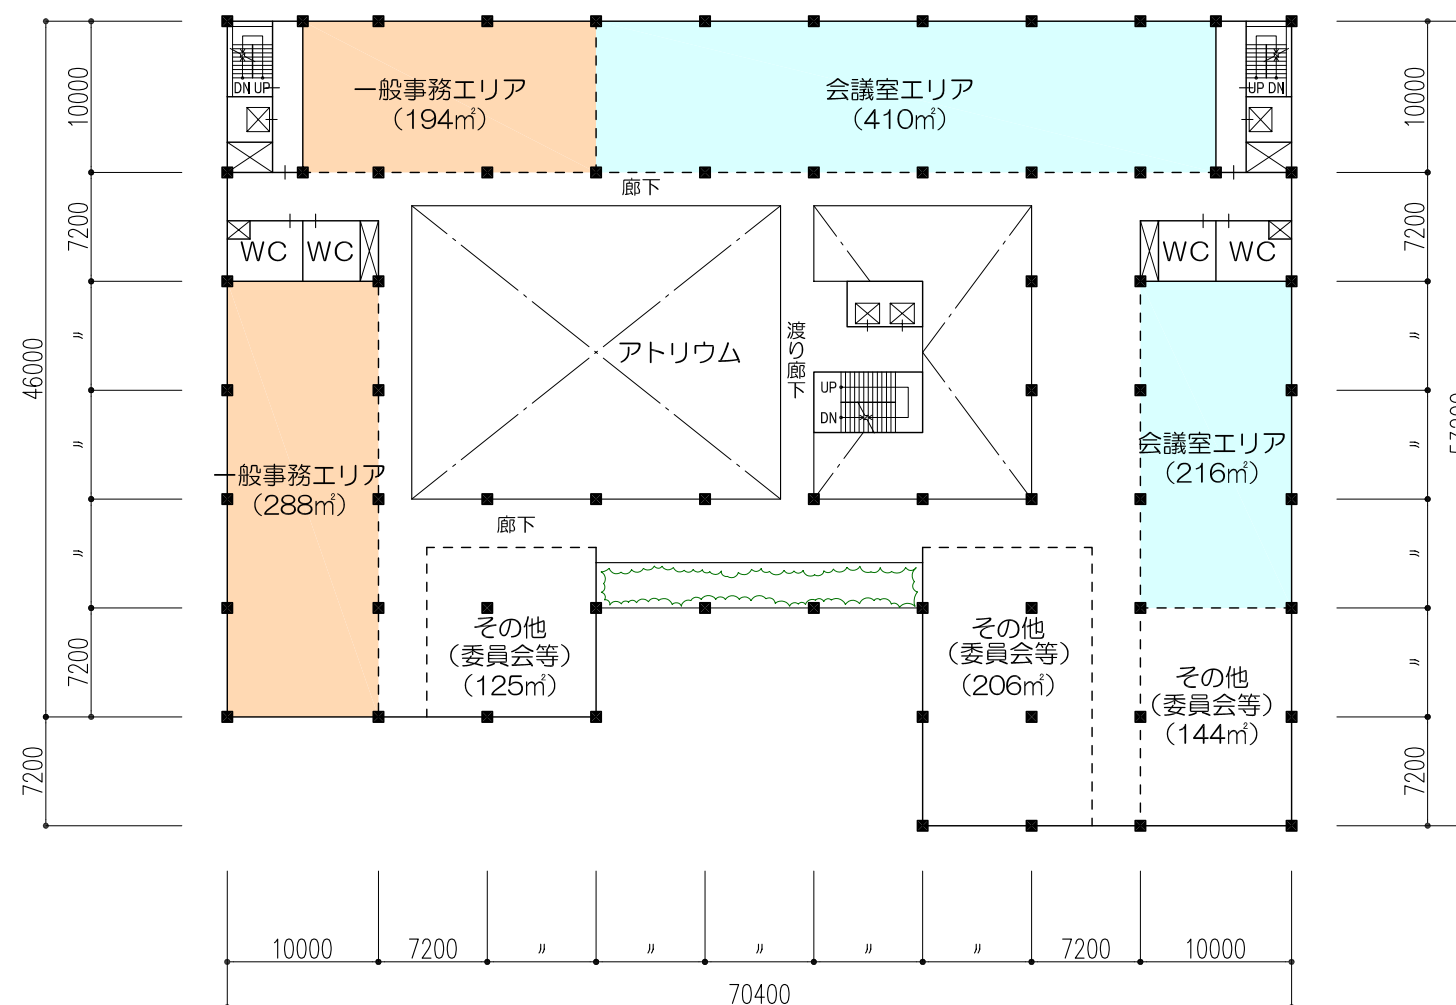 DN UP
一般事務エリア
（194㎡）
会議室エリア
（410㎡）
UP DN
廊下
WC
WC
WC
WC
アトリウム
渡り廊下
UP
DN
会議室エリア
（216㎡）
一般事務エリア
（288㎡）
廊下
その他
（委員会等）
（125㎡）
その他
（委員会等）
（206㎡）
その他
（委員会等）
（144㎡）
10000
7200
〃
〃
〃
7200
46000
7200
10000
7200
〃
〃
〃
〃
7200
10000
7200
〃
〃
〃
〃
〃
7200
10000
70400